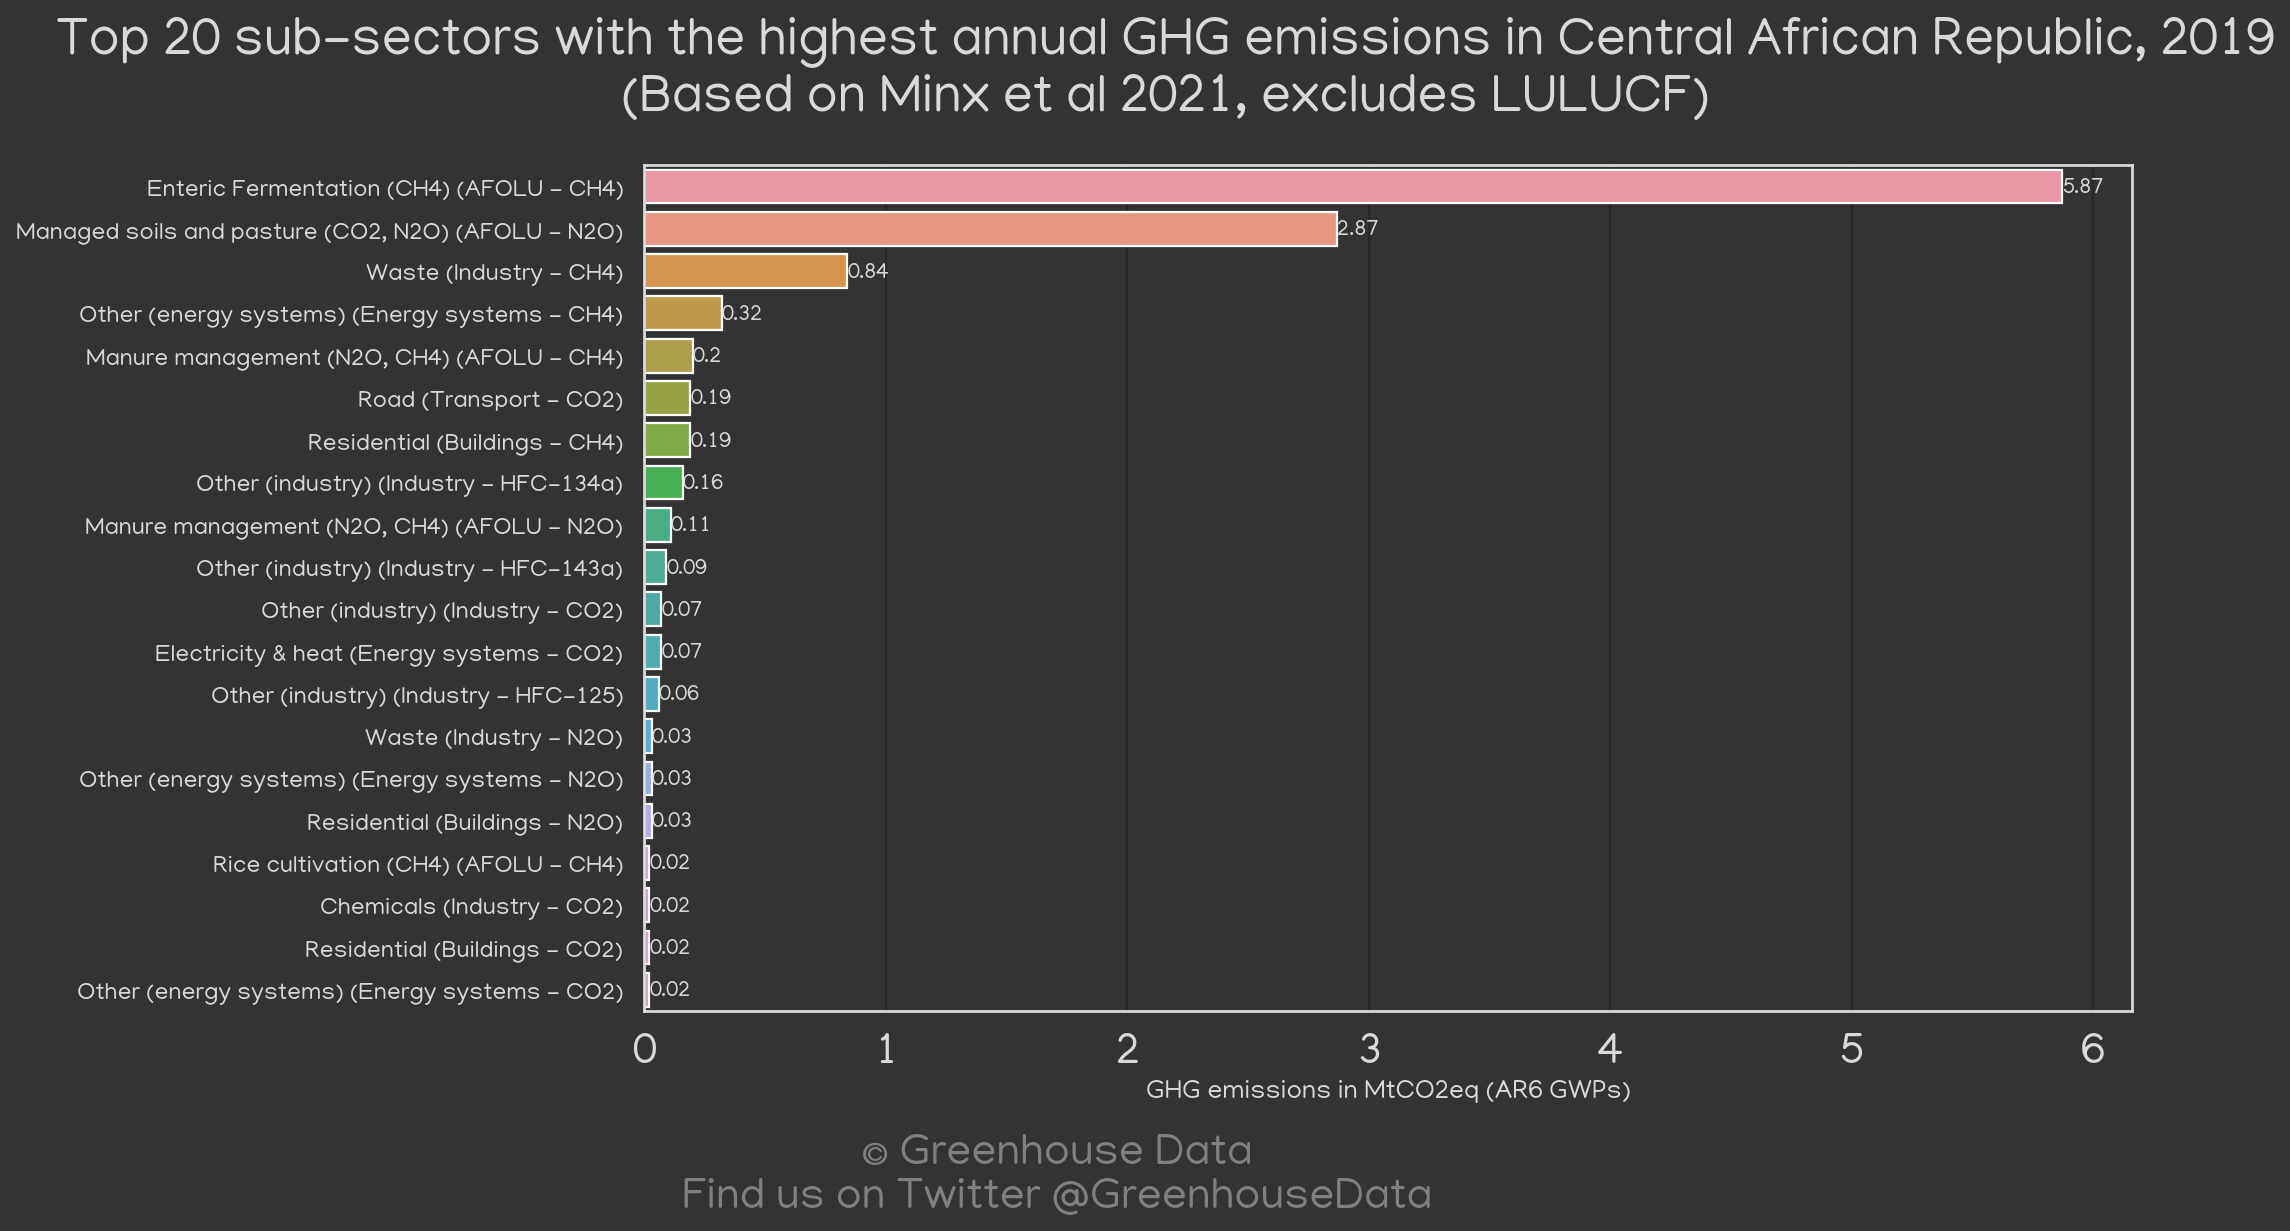 Top 20 sub-sectors with the highest annual GHG emissions in Central African Republic, 2019
(Based on Minx et al 2021, excludes LULUCF)
Enteric Fermentation (CH4) (AFOLU - CH4) 5.87
Managed soils and pasture (CO2, N2O) (AFOLU - N2O) 2.87
Waste (Industry - CH4) 0.84
Other (energy systems) (Energy systems - CH4) 0.32
Manure management (N2O, CH4) (AFOLU - CH4) 0.2
Road (Transport - CO2) 0.19
Residential (Buildings - CH4) 0.19
Other (industry) (Industry - HFC-134a) 0.16
Manure management (N2O, CH4) (AFOLU - N2O) 0.11
Other (industry) (Industry - HFC-143a) 0.09
Other (industry) (Industry - CO2) 0.07
Electricity & heat (Energy systems - CO2) 0.07
Other (industry) (Industry - HFC-125) 0.06
Waste (Industry - N2O) 0.03
Other (energy systems) (Energy systems - N2O) 0.03
Residential (Buildings - N2O) 0.03
Rice cultivation (CH4) (AFOLU - CH4) 0.02
Chemicals (Industry - CO2) 0.02
Residential (Buildings - CO2) 0.02
Other (energy systems) (Energy systems - CO2) 0.02
0 1 2 3 4 5 6
GHG emissions in MtCO2eq (AR6 GWPs)
© Greenhouse Data
Find us on Twitter @GreenhouseData